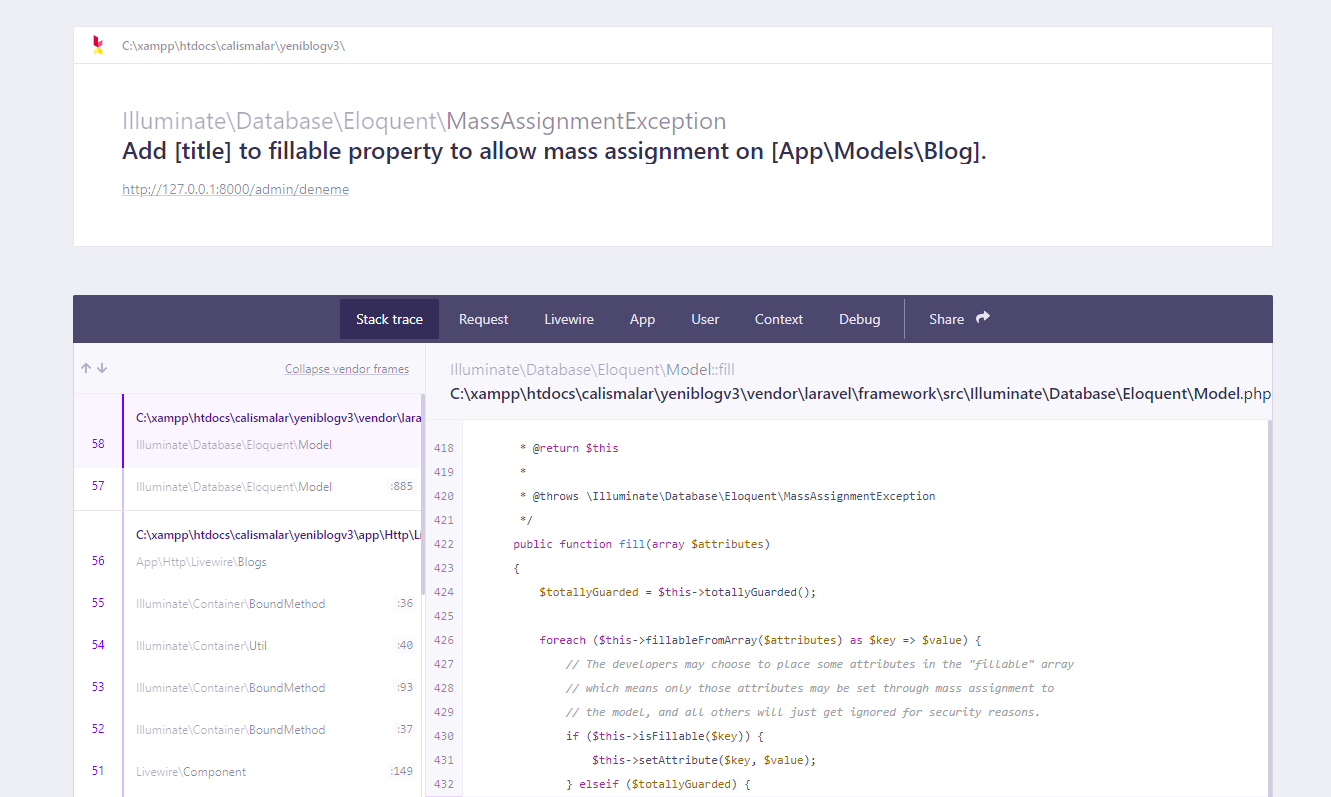 C:\xampp\htdocs\calismalar\yeniblogv3\
Illuminate\Database\Eloquent\MassAssignmentException
Add [title] to fillable property to allow mass assignment on [App\Models\Blog].
http://127.0.0.1:8000/admin/deneme
Stack trace Request Livewire App User Context Debug Share
Collapse vendor frames
C:\xampp\htdocs\calismalar\yeniblogv3\vendor\lara
58 Illuminate\Database\Eloquent\Model
57 Illuminate\Database\Eloquent\Model :885
C:\xampp\htdocs\calismalar\yeniblogv3\app\Http\Li
56 App\Http\Livewire\Blogs
55 Illuminate\Container\BoundMethod :36
54 Illuminate\Container\Util :40
53 Illuminate\Container\BoundMethod :93
52 Illuminate\Container\BoundMethod :37
51 Livewire\Component :149
Illuminate\Database\Eloquent\Model::fill
C:\xampp\htdocs\calismalar\yeniblogv3\vendor\laravel\framework\src\Illuminate\Database\Eloquent\Model.php
418 * @return $this
419 *
420 * @throws \Illuminate\Database\Eloquent\MassAssignmentException
421 */
422 public function fill(array $attributes)
423 {
424 $totallyGuarded = $this->totallyGuarded();
425
426 foreach ($this->fillableFromArray($attributes) as $key => $value) {
427 // The developers may choose to place some attributes in the "fillable" array
428 // which means only those attributes may be set through mass assignment to
429 // the model, and all others will just get ignored for security reasons.
430 if ($this->isFillable($key)) {
431 $this->setAttribute($key, $value);
432 } elseif ($totallyGuarded) {